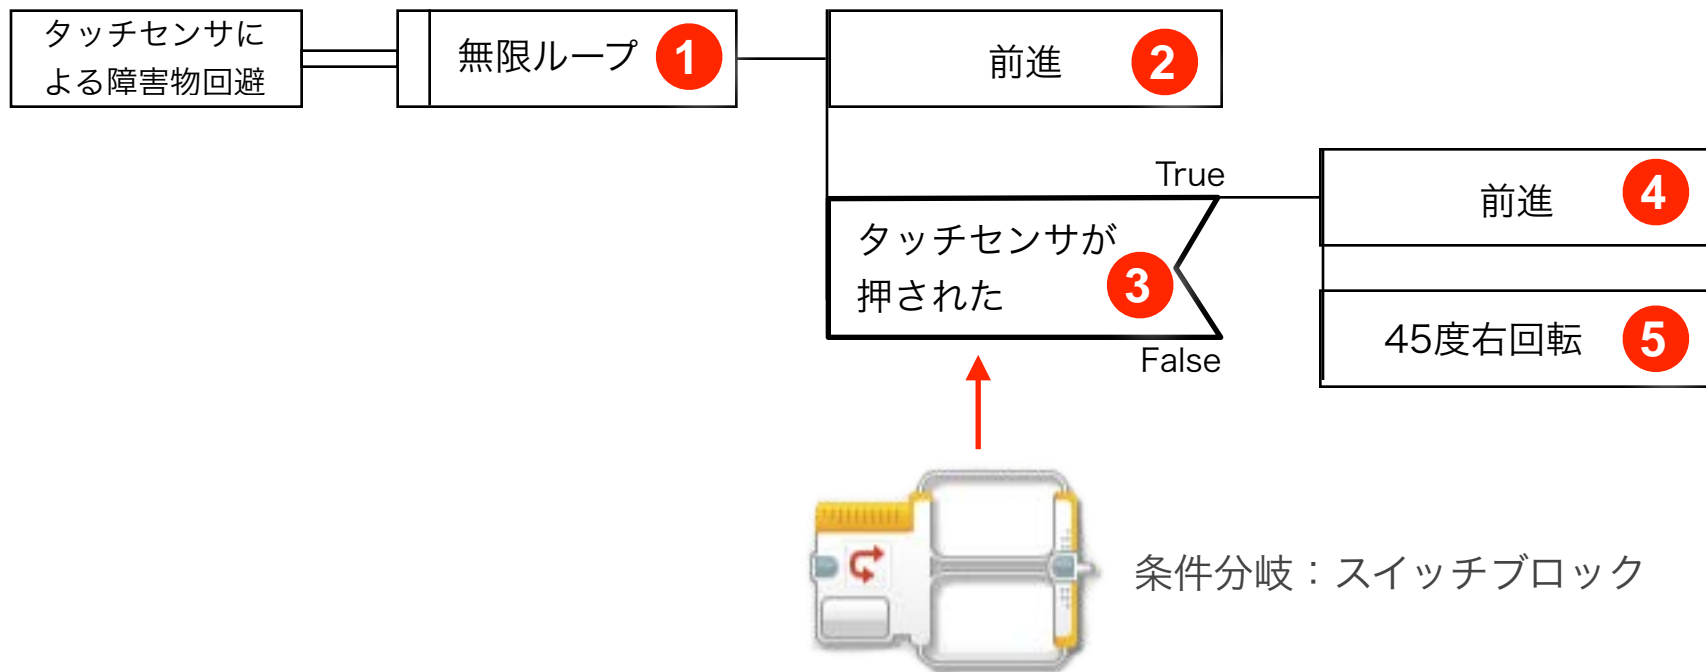 タッチセンサに
よる障害物回避
無限ループ 1
前進 2
True
前進 4
タッチセンサが
押された 3
45度右回転 5
False
条件分岐：スイッチブロック